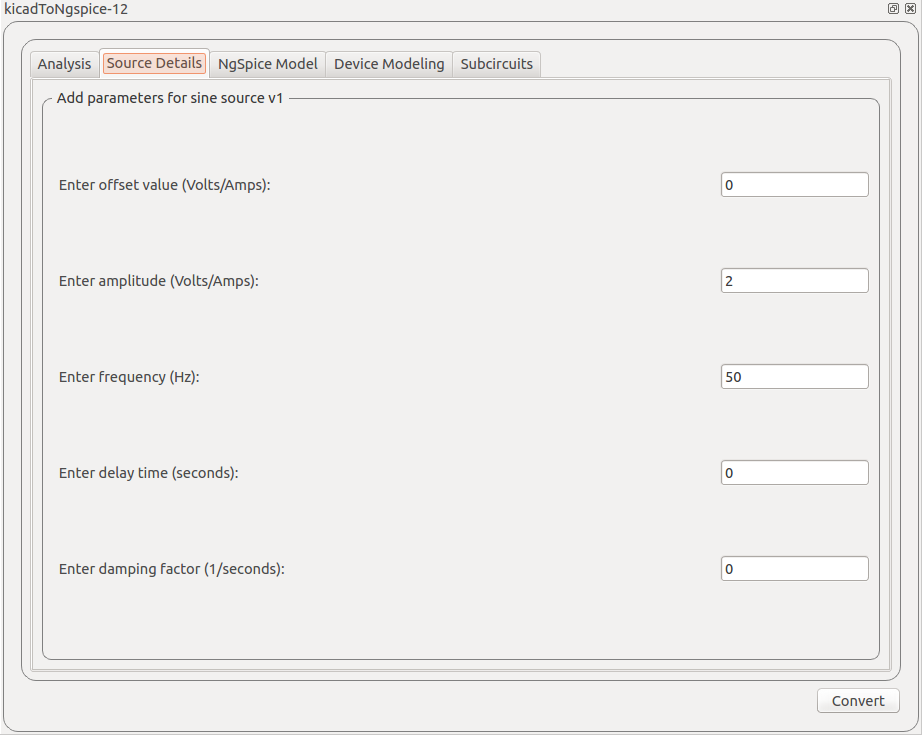 kicadToNgspice-12
Analysis Source Details NgSpice Model Device Modeling Subcircuits
Add parameters for sine source v1
Enter offset value (Volts/Amps): 0
Enter amplitude (Volts/Amps): 2
Enter frequency (Hz): 50
Enter delay time (seconds): 0
Enter damping factor (1/seconds): 0
Convert